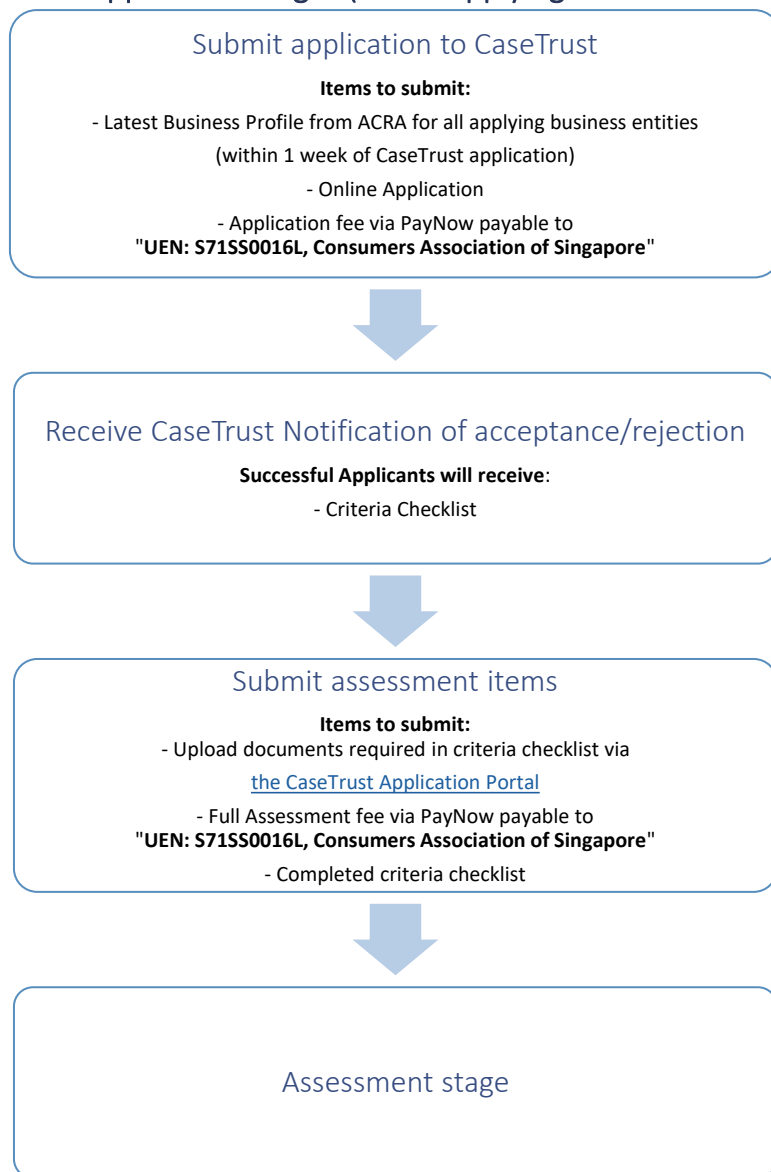 Submit application to CaseTrust
Items to submit:
- Latest Business Profile from ACRA for all applying business entities
(within 1 week of CaseTrust application)
- Online Application
- Application fee via PayNow payable to
"UEN: S71SS0016L, Consumers Association of Singapore"
Receive CaseTrust Notification of acceptance/rejection
Successful Applicants will receive:
- Criteria Checklist
Submit assessment items
Items to submit:
- Upload documents required in criteria checklist via
the CaseTrust Application Portal
- Full Assessment fee via PayNow payable to
"UEN: S71SS0016L, Consumers Association of Singapore"
- Completed criteria checklist
Assessment stage